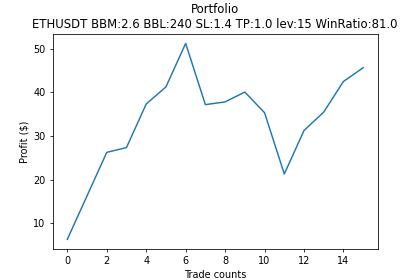 Portfolio
ETHUSDT BBM:2.6 BBL:240 SL:1.4 TP:1.0 lev:15 WinRatio:81.0
50
40
30
20
10
Profit ($)
0 2 4 6 8 10 12 14
Trade counts